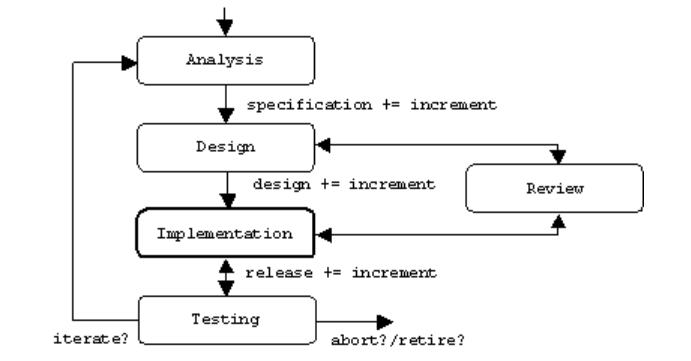 Analysis
specification += increment
Design
design += increment
Review
Implementation
release += increment
Testing
iterate?
abort?/retire?